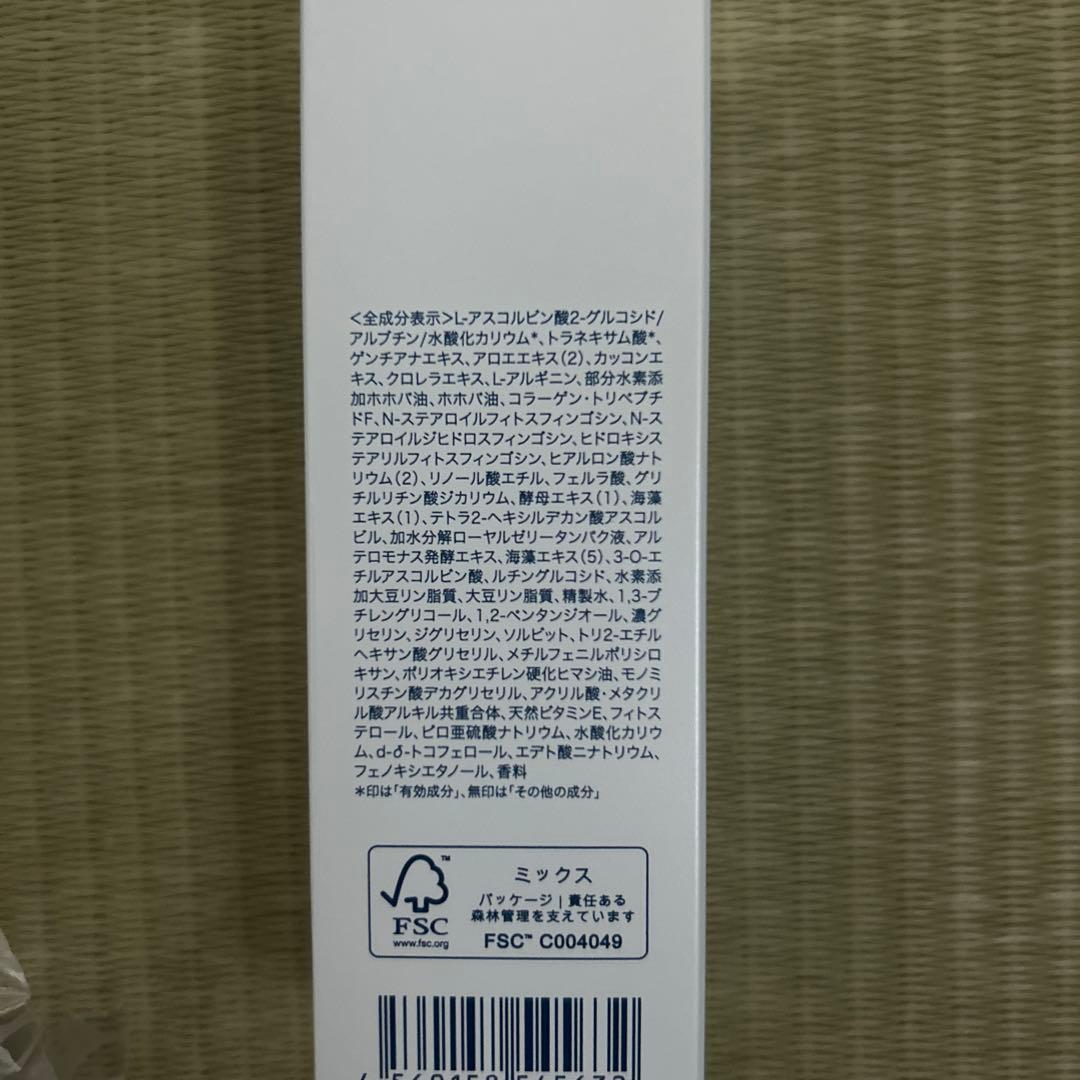 ＜全成分表示＞L-アスコルビン酸2-グルコシド/
アルブチン/水酸化カリウム*、トラネキサム酸*、
ゲンチアナエキス、アロエエキス(2)、カッコンエ
キス、クロレラエキス、L-アルギニン、部分水素添
加ホホバ油、ホホバ油、コラーゲン・トリペプチ
ドF、N-ステアロイルフィトスフィンゴシン、N-ス
テアロイルジヒドロスフィンゴシン、ヒドロキシス
テアリルフィトスフィンゴシン、ヒアルロン酸ナト
リウム(2)、リノール酸エチル、フェルラ酸、グリ
チルリチン酸ジカリウム、酵母エキス(1)、海藻
エキス(1)、テトラ2-ヘキシルデカン酸アスコル
ビル、加水分解ローヤルゼリータンパク液、アル
テロモナス発酵エキス、海藻エキス(5)、3-O-エ
チルアスコルビン酸、ルチングルコシド、水素添
加大豆リン脂質、大豆リン脂質、精製水、1,3-ブ
チレングリコール、1,2-ペンタンジオール、濃グ
リセリン、ジグリセリン、ソルビット、トリ2-エチル
ヘキサン酸グリセリル、メチルフェニルポリシロ
キサン、ポリオキシエチレン硬化ヒマシ油、モノミ
リスチン酸デカグリセリル、アクリル酸・メタクリ
ル酸アルキル共重合体、天然ビタミンE、フィトス
テロール、ピロ亜硫酸ナトリウム、水酸化カリウ
ム、d-δ-トコフェロール、エデト酸二ナトリウム、
フェノキシエタノール、香料
*印は「有効成分」、無印は「その他の成分」
FSC™
www.fsc.org
ミックス
パッケージ | 責任ある
森林管理を支えています
FSC™ C004049